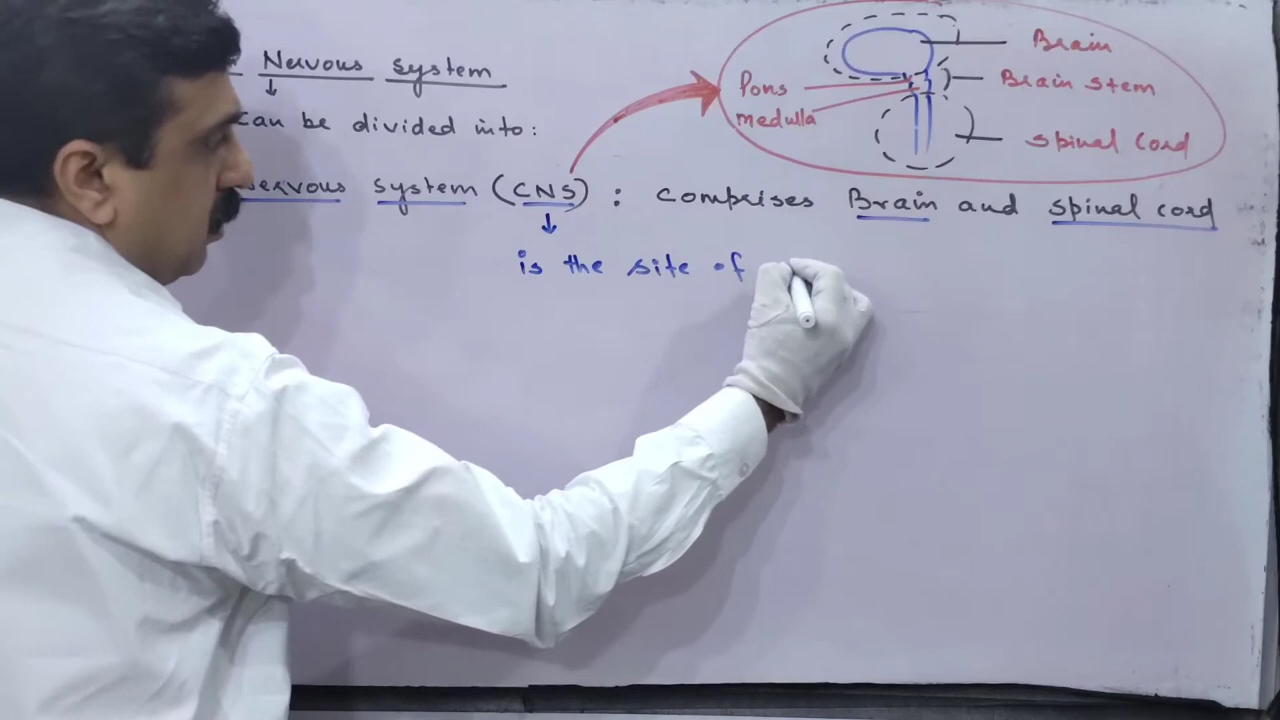 Nervous system
Can be divided into:
Nervous system (CNS) : Comprises Brain and spinal cord
is the site of
Brain
Pons
Brain stem
medulla
spinal cord